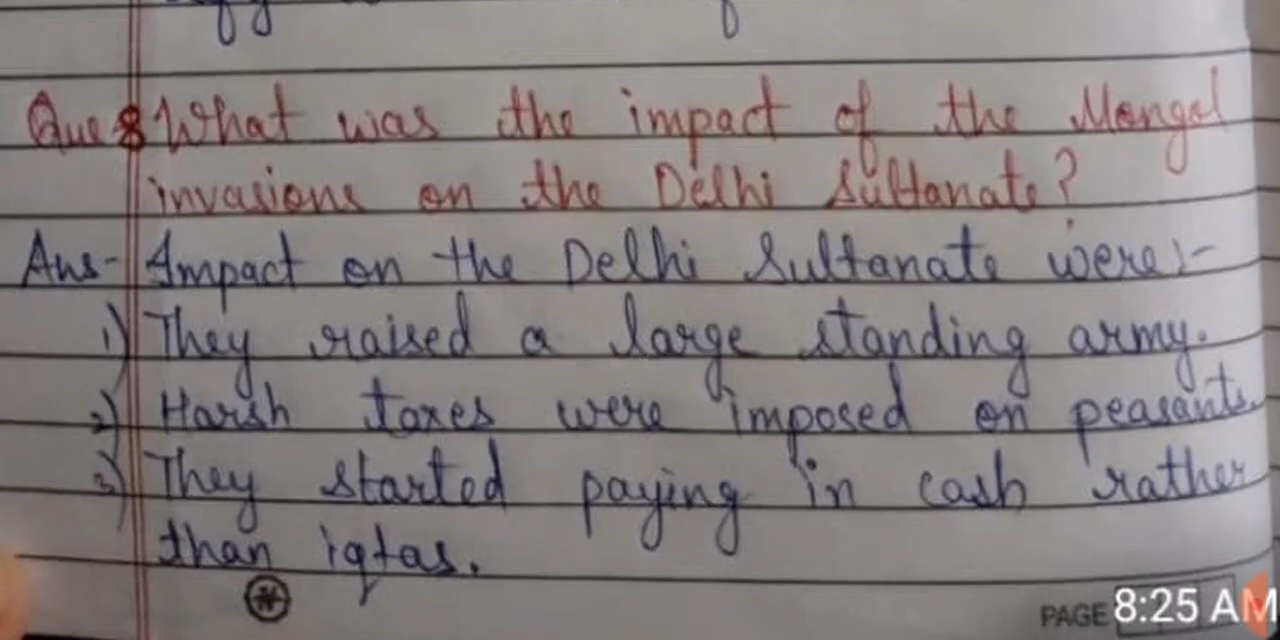 Que 8 What was the impact of the Mongol
invasions on the Delhi Sultanate?
Ans- Impact on the Delhi Sultanate were:-
1) They raised a large standing army.
2) Harsh taxes were imposed on peasants.
3) They started paying in cash rather
than iqtas.
PAGE 8:25 AM